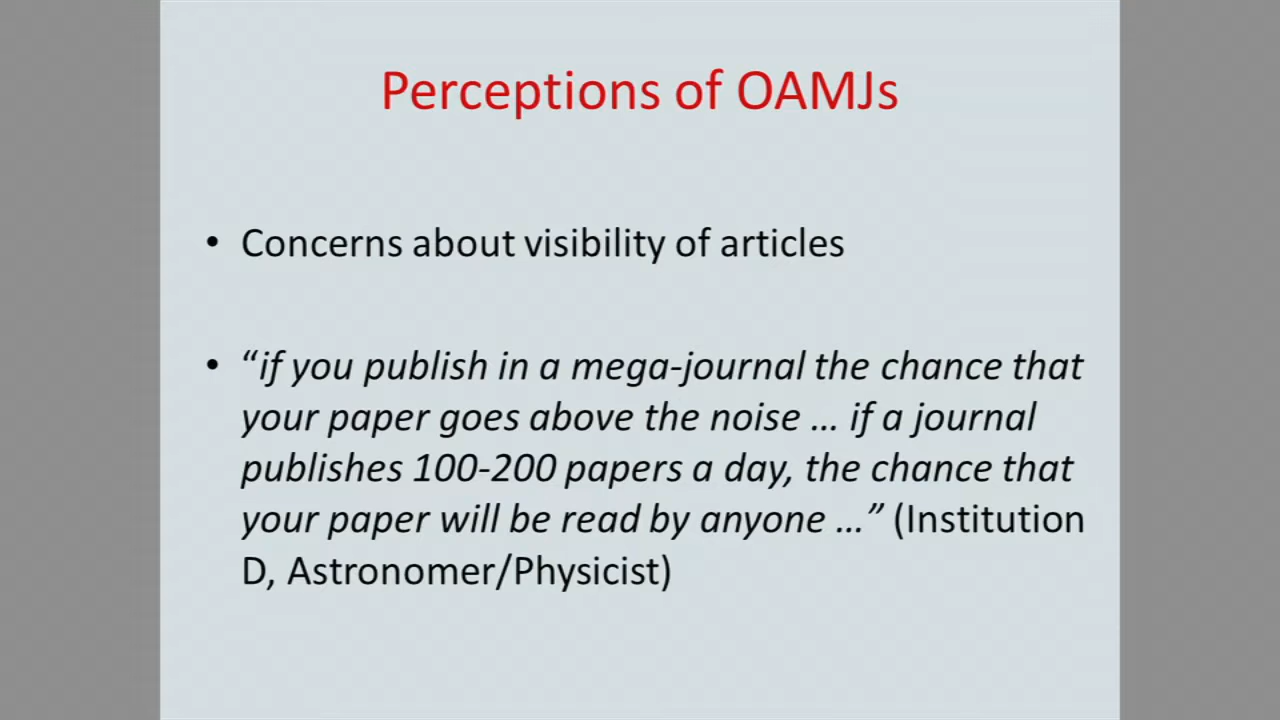 Perceptions of OAMJs
• Concerns about visibility of articles
• “if you publish in a mega-journal the chance that
your paper goes above the noise … if a journal
publishes 100-200 papers a day, the chance that
your paper will be read by anyone …” (Institution
D, Astronomer/Physicist)